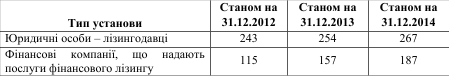 Тип установи Станом на 31.12.2012 Станом на 31.12.2013 Станом на 31.12.2014
Юридичні особи – лізингодавці 243 254 267
Фінансові компанії, що надають 115 157 187
послуги фінансового лізингу